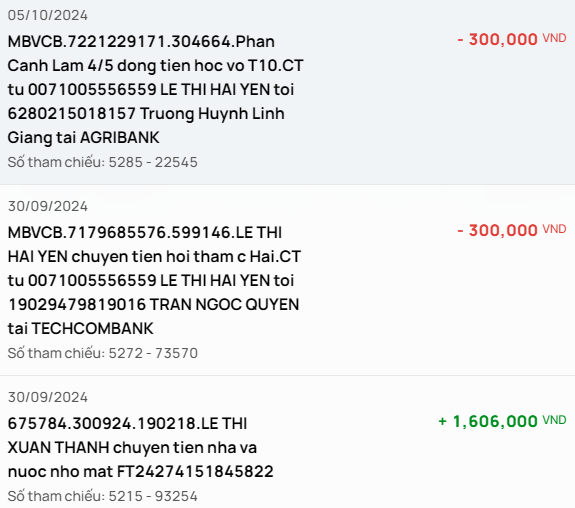 05/10/2024
MBVCB.7221229171.304664.Phan - 300,000 VND
Canh Lam 4/5 dong tien hoc vo T10.CT
tu 0071005556559 LE THI HAI YEN toi
6280215018157 Truong Huynh Linh
Giang tai AGRIBANK
Số tham chiếu: 5285 - 22545
30/09/2024
MBVCB.7179685576.599146.LE THI - 300,000 VND
HAI YEN chuyen tien hoi tham c Hai.CT
tu 0071005556559 LE THI HAI YEN toi
19029479819016 TRAN NGOC QUYEN
tai TECHCOMBANK
Số tham chiếu: 5272 - 73570
30/09/2024
675784.300924.190218.LE THI + 1,606,000 VND
XUAN THANH chuyen tien nha va
nuoc nho mat FT24274151845822
Số tham chiếu: 5215 - 93254